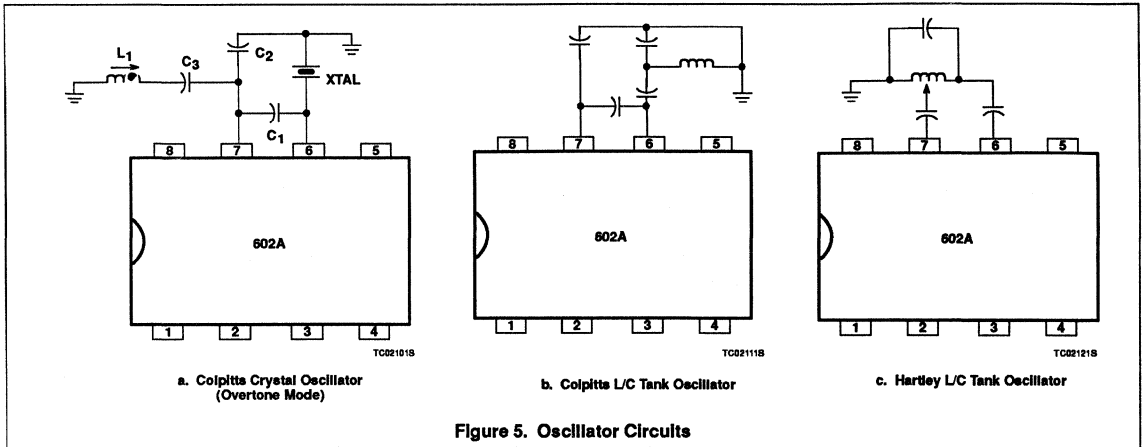 L1
C3
C2
XTAL
C1
8 7 6 5
602A
1 2 3 4
TC02101S
a. Colpitts Crystal Oscillator
(Overtone Mode)
8 7 6 5
602A
1 2 3 4
TC02111S
b. Colpitts L/C Tank Oscillator
8 7 6 5
602A
1 2 3 4
TC02121S
c. Hartley L/C Tank Oscillator
Figure 5. Oscillator Circuits